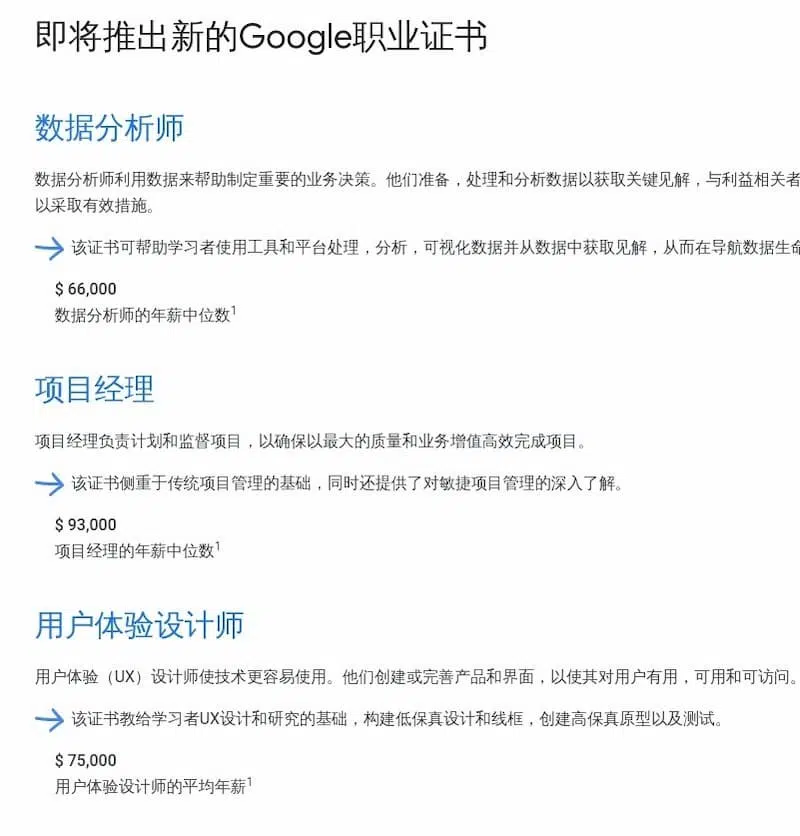 即将推出新的Google职业证书
数据分析师
数据分析师利用数据来帮助制定重要的业务决策。他们准备，处理和分析数据以获取关键见解，与利益相关者
以采取有效措施。
该证书可帮助学习者使用工具和平台处理，分析，可视化数据并从数据中获取见解，从而在导航数据生命
$ 66,000
数据分析师的年薪中位数1
项目经理
项目经理负责计划和监督项目，以确保以最大的质量和业务增值高效完成项目。
该证书侧重于传统项目管理的基础，同时还提供了对敏捷项目管理的深入了解。
$ 93,000
项目经理的年薪中位数1
用户体验设计师
用户体验（UX）设计师使技术更容易使用。他们创建或完善产品和界面，以使其对用户有用，可用和可访问。
该证书教给学习者UX设计和研究的基础，构建低保真设计和线框，创建高保真原型以及测试。
$ 75,000
用户体验设计师的平均年薪1